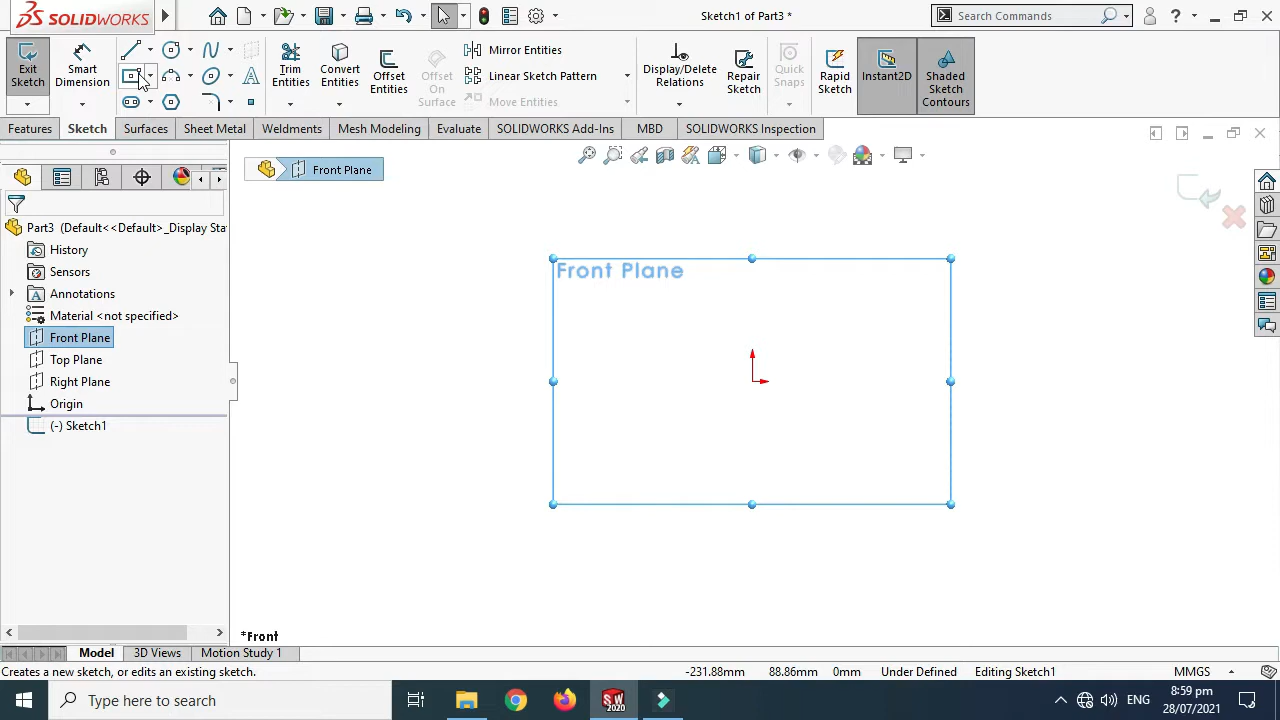 SOLIDWORKS
Sketch1 of Part3 *
Search Commands
Exit Sketch
Smart Dimension
Trim Entities
Convert Entities
Offset Entities
Offset On Surface
Mirror Entities
Linear Sketch Pattern
Move Entities
Display/Delete Relations
Repair Sketch
Quick Snaps
Rapid Sketch
Instant2D
Shaded Sketch Contours
Features
Sketch
Surfaces
Sheet Metal
Weldments
Mesh Modeling
Evaluate
SOLIDWORKS Add-Ins
MBD
SOLIDWORKS Inspection
Front Plane
Part3 (Default<<Default>_Display Sta
History
Sensors
Annotations
Material <not specified>
Front Plane
Top Plane
Right Plane
Origin
(-) Sketch1
Front Plane
*Front
Model
3D Views
Motion Study 1
Creates a new sketch, or edits an existing sketch.
-231.88mm
88.86mm
0mm
Under Defined
Editing Sketch1
MMGS
Type here to search
SW 2020
ENG
8:59 pm
28/07/2021